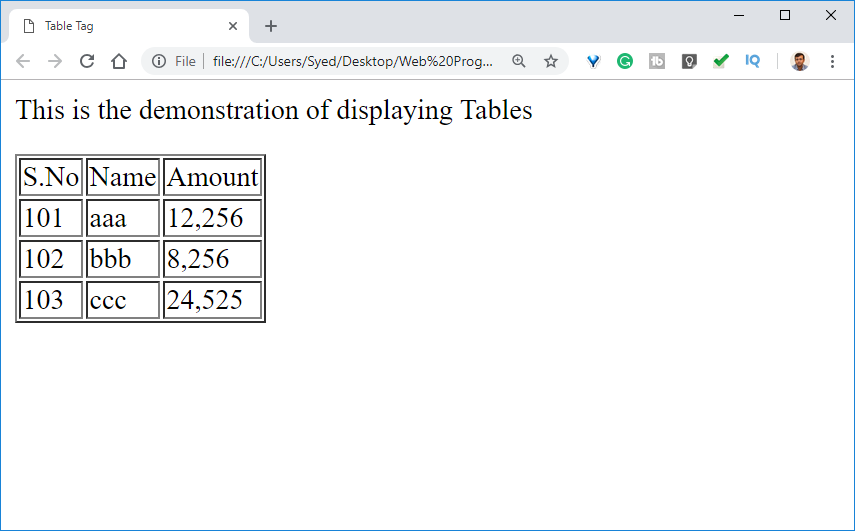 Table Tag
File file:///C:/Users/Syed/Desktop/Web%20Prog...
This is the demonstration of displaying Tables
S.No Name Amount
101 aaa 12,256
102 bbb 8,256
103 ccc 24,525